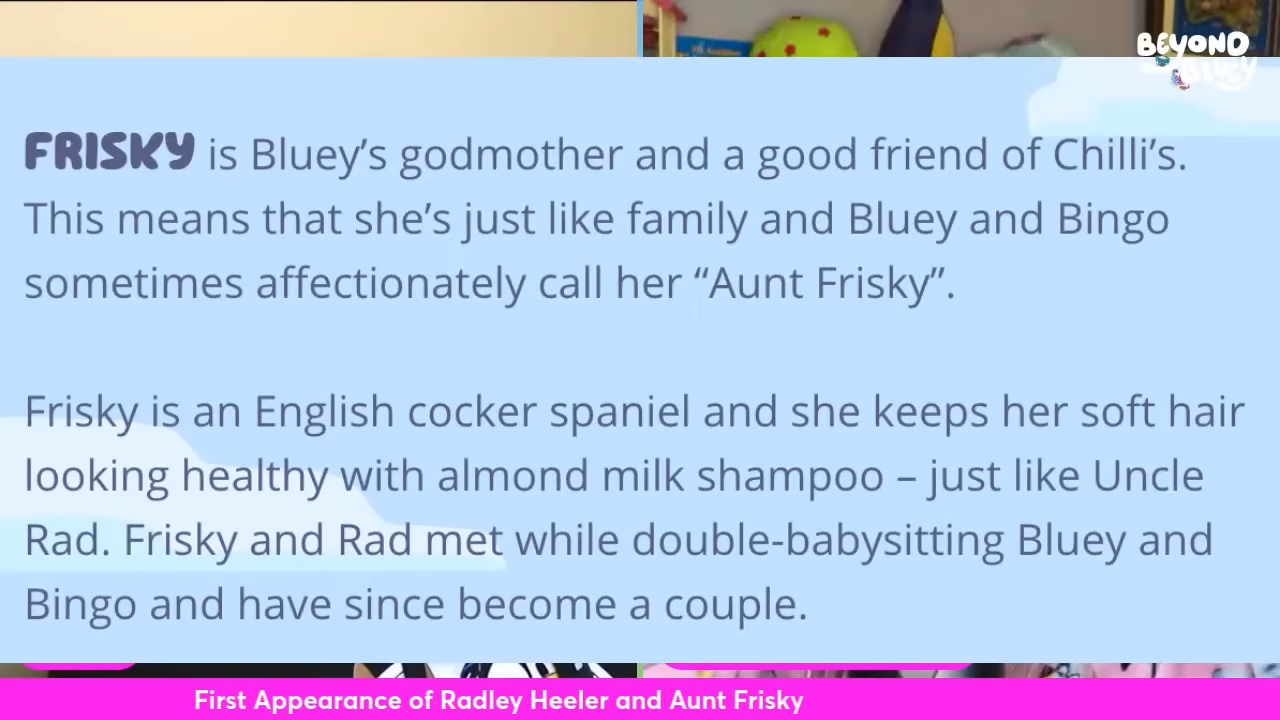 BEYOND
BLUEY
FRISKY is Bluey’s godmother and a good friend of Chilli’s.
This means that she’s just like family and Bluey and Bingo
sometimes affectionately call her “Aunt Frisky”.
Frisky is an English cocker spaniel and she keeps her soft hair
looking healthy with almond milk shampoo – just like Uncle
Rad. Frisky and Rad met while double-babysitting Bluey and
Bingo and have since become a couple.
First Appearance of Radley Heeler and Aunt Frisky